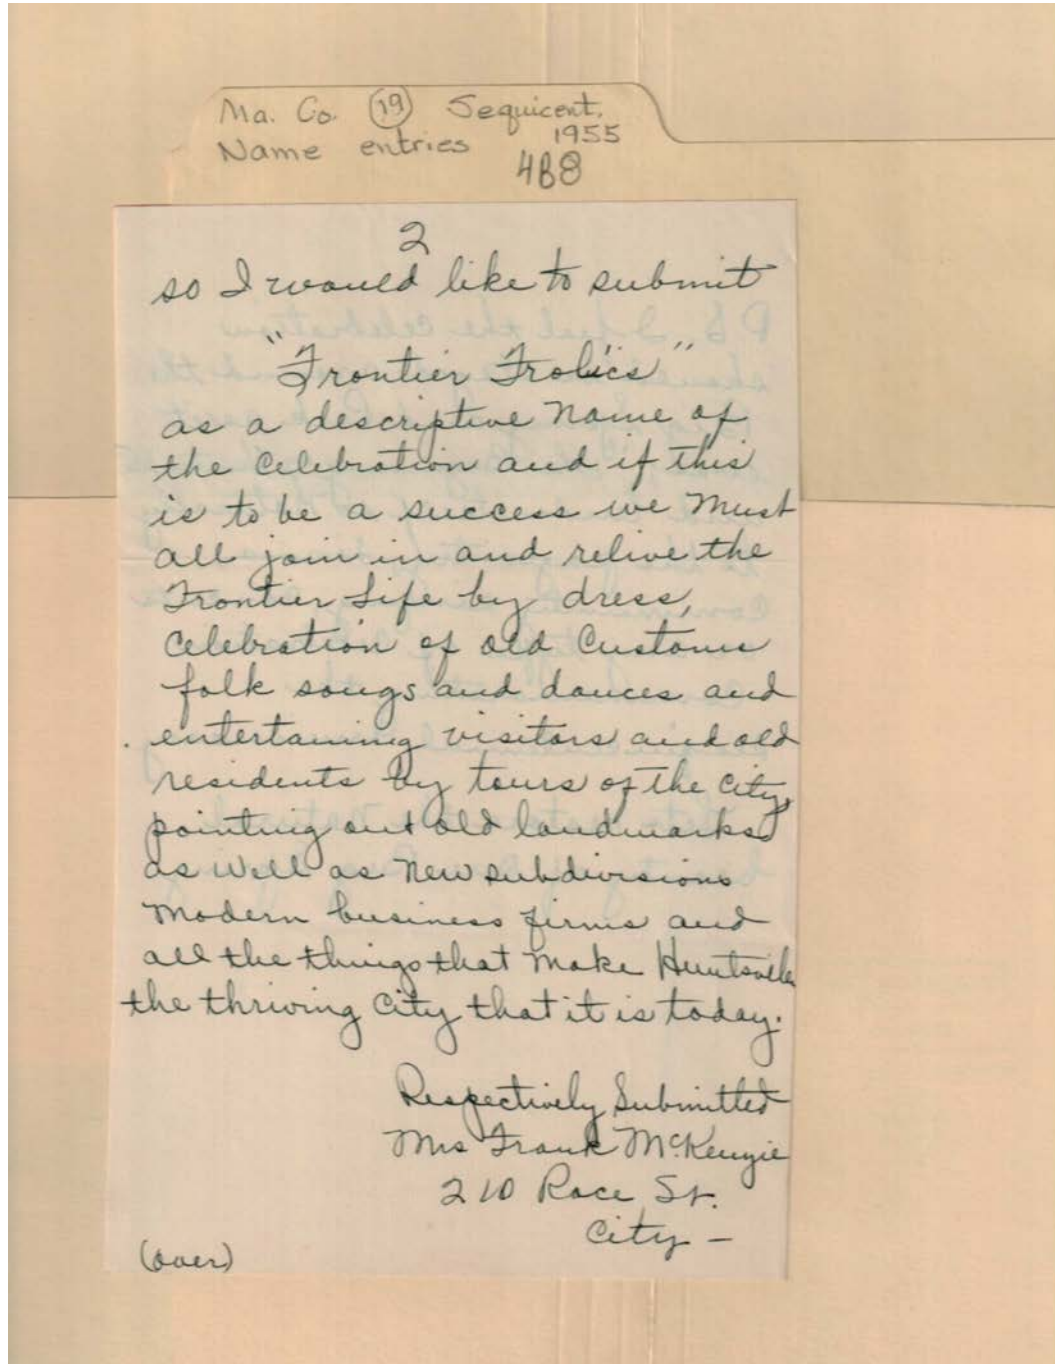 Ma. Co. 19 Sequicent.
Name entries 1955
4B8
2
so I would like to submit
"Frontier Frolics"
as a descriptive Name of
the Celebration and if this
is to be a success we Must
all join in and relive the
Frontier Life by dress,
Celebration of old Customs
folk songs and dances and
entertaining visitors and old
residents by tours of the City,
pointing out old landmarks
as well as New subdivisions
Modern business firms and
all the things that Make Huntsville
the thriving City that it is today.
Respectively Submitted
Mrs Frank McKenzie
210 Race St.
City -
(over)